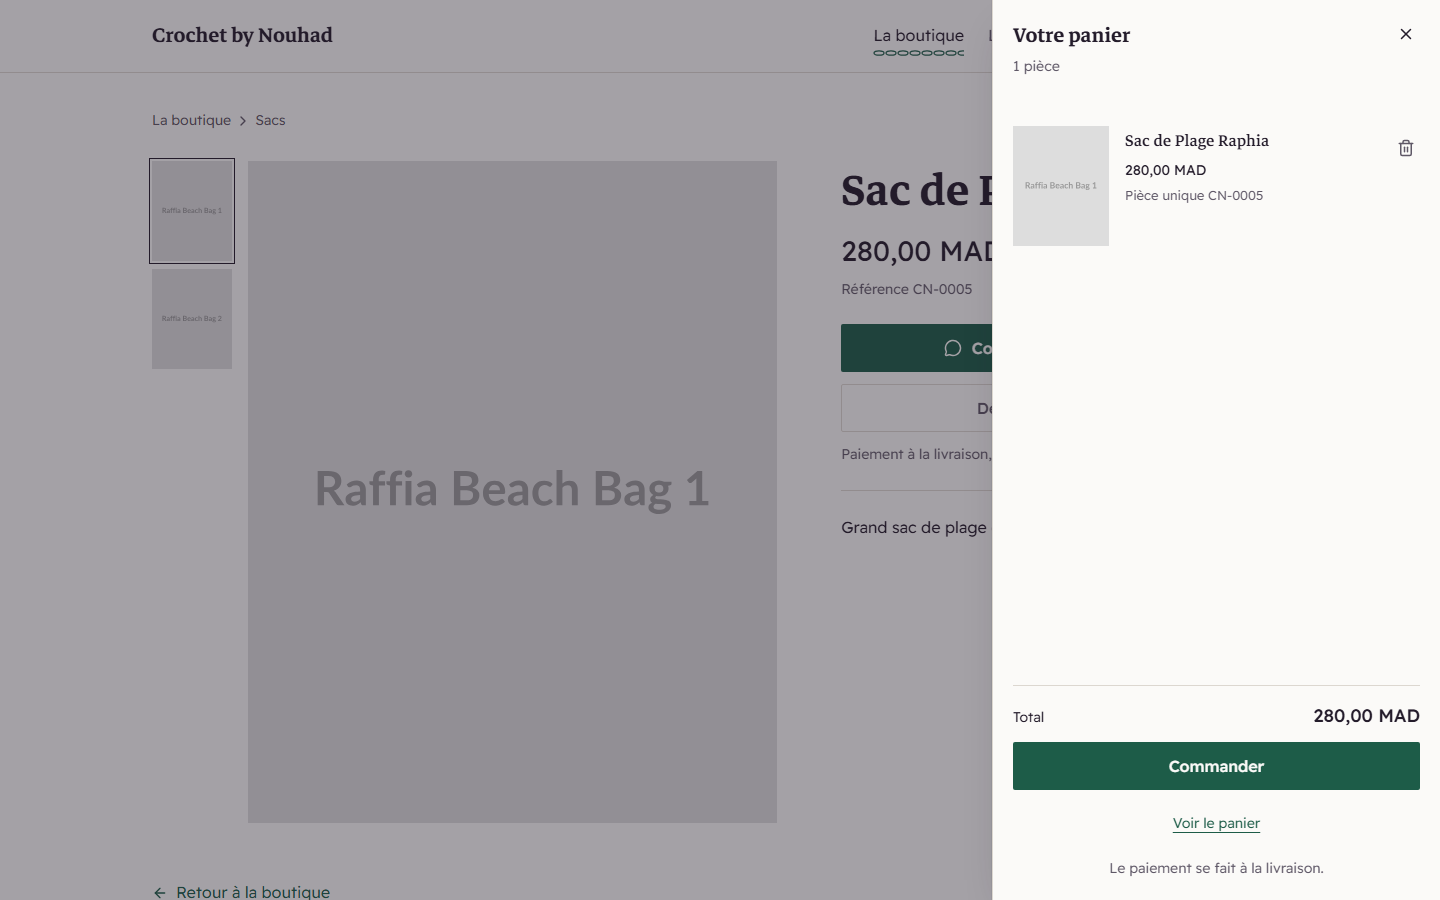 Crochet by Nouhad
La boutique
La boutique > Sacs
Raffia Beach Bag 1
Raffia Beach Bag 2
Raffia Beach Bag 1
Sac de
280,00 MAD
Référence CN-0005
Paiement à la livraison,
Grand sac de plage
Retour à la boutique
Votre panier
1 pièce
Raffia Beach Bag 1
Sac de Plage Raphia
280,00 MAD
Pièce unique CN-0005
Total
280,00 MAD
Commander
Voir le panier
Le paiement se fait à la livraison.